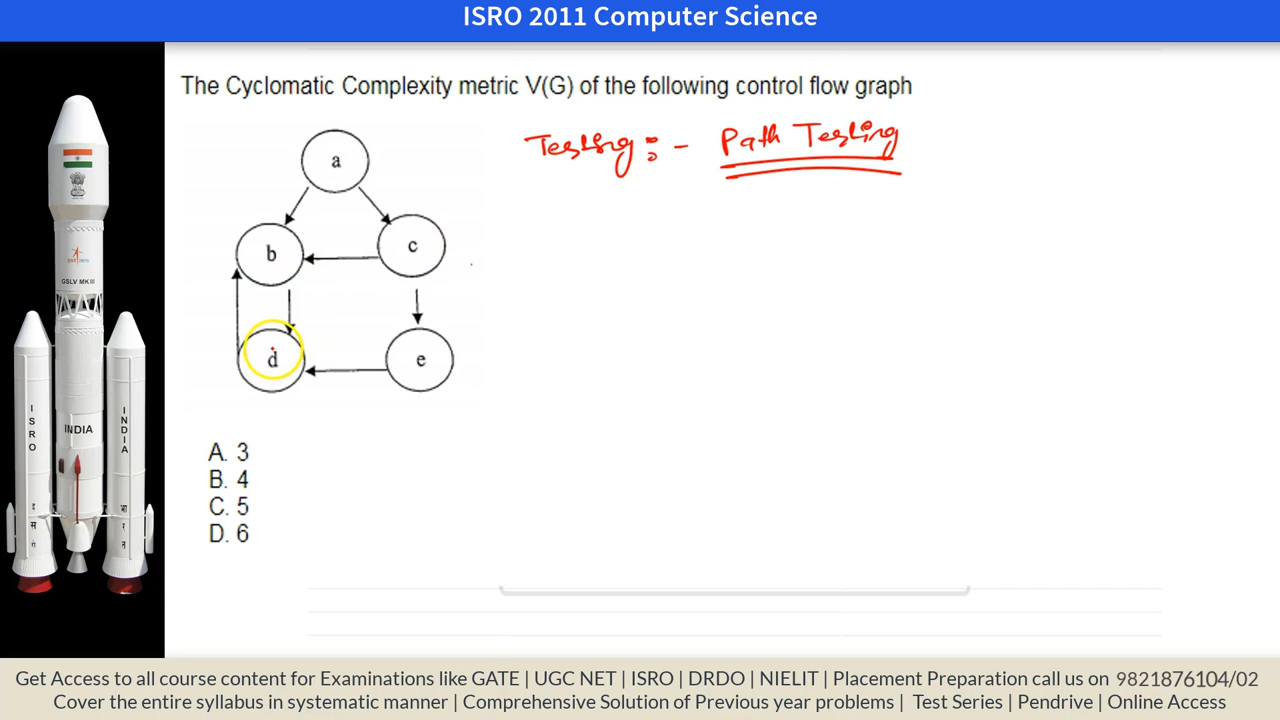 ISRO 2011 Computer Science
The Cyclomatic Complexity metric V(G) of the following control flow graph
Testing :- Path Testing
a
b
c
d
e
A. 3
B. 4
C. 5
D. 6
GSLV MK III
INDIA
ISRO
INDIA
Get Access to all course content for Examinations like GATE | UGC NET | ISRO | DRDO | NIELIT | Placement Preparation call us on 9821876104/02
Cover the entire syllabus in systematic manner | Comprehensive Solution of Previous year problems | Test Series | Pendrive | Online Access